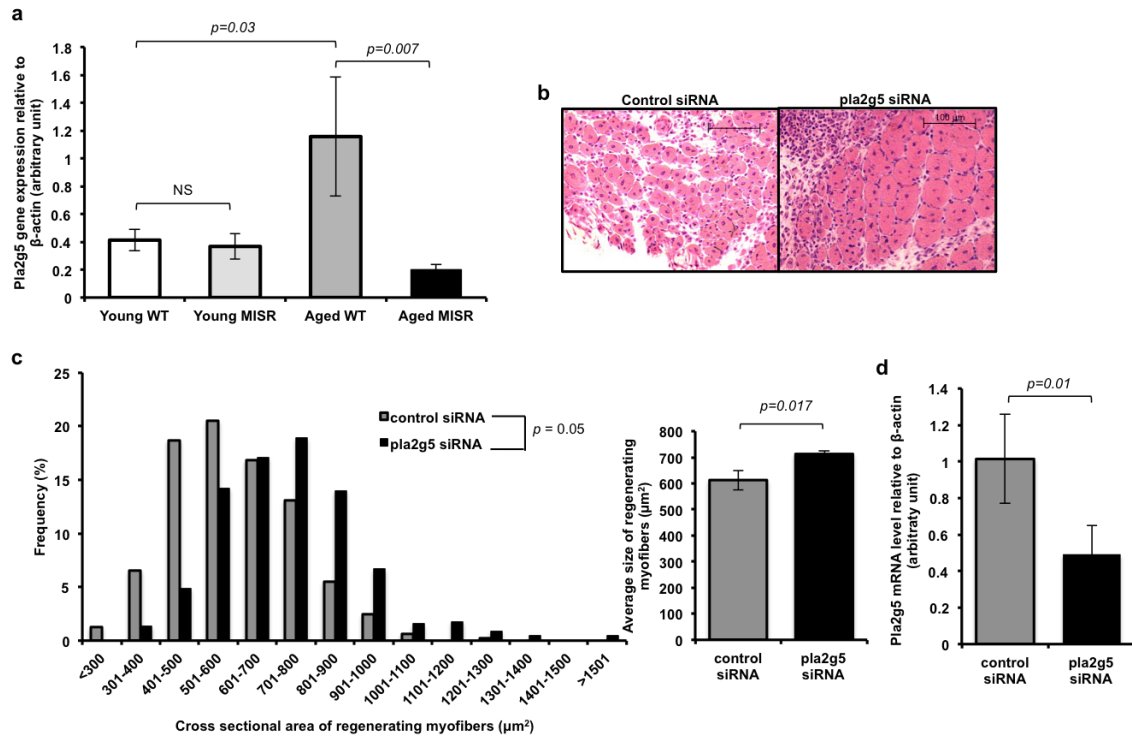 a
p=0.03
p=0.007
Pla2g5 gene expression relative to
β-actin (arbitrary unit)
1.8
1.6
1.4
1.2
1
0.8
0.6
0.4
0.2
0
NS
Young WT
Young MISR
Aged WT
Aged MISR
b
Control siRNA
pla2g5 siRNA
100 μm
c
Frequency (%)
25
20
15
10
5
0
control siRNA
pla2g5 siRNA
p = 0.05
<300
301-400
401-500
501-600
601-700
701-800
801-900
901-1000
1001-1100
1101-1200
1201-1300
1301-1400
1401-1500
>1501
Cross sectional area of regenerating myofibers (μm²)
p=0.017
Average size of regenerating
myofibers (μm²)
800
700
600
500
400
300
200
100
0
control
siRNA
pla2g5
siRNA
d
p=0.01
Pla2g5 mRNA level relative to β-actin
(arbitraty unit)
1.4
1.2
1
0.8
0.6
0.4
0.2
0
control
siRNA
pla2g5
siRNA